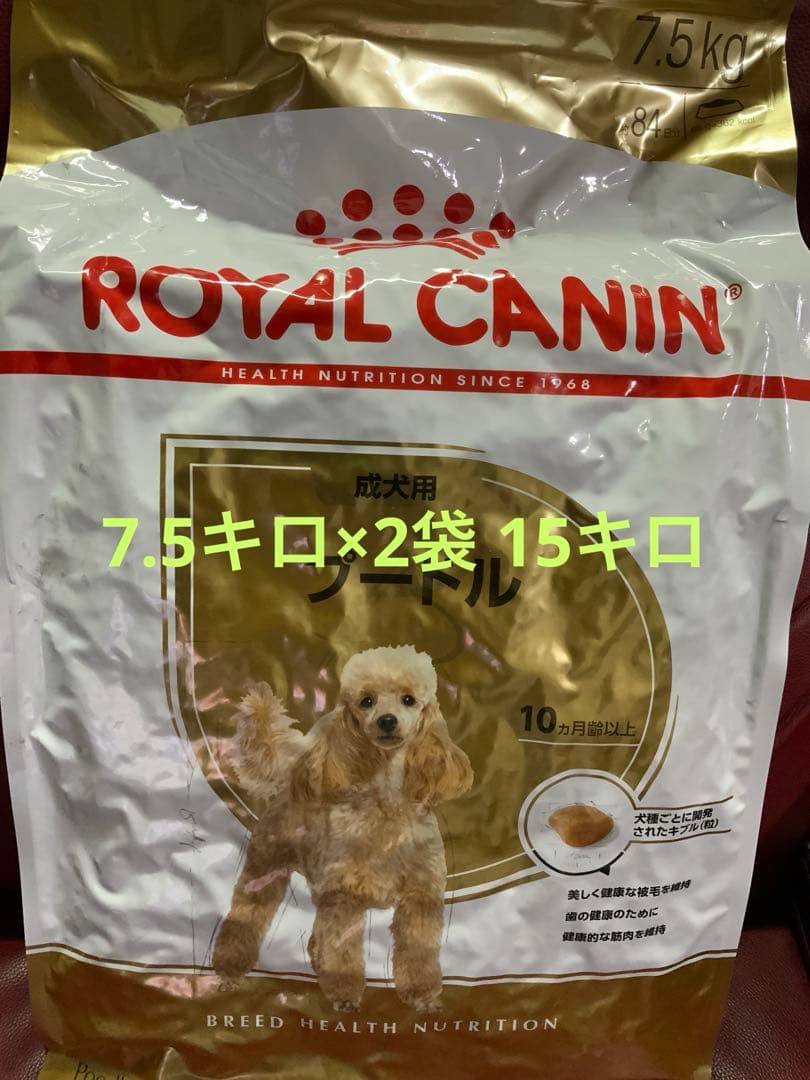 7.5kg
84
362 kcal
ROYAL CANIN®
HEALTH NUTRITION SINCE 1968
成犬用
7.5キロ×2袋 15キロ
プードル
10ヵ月齢以上
犬種ごとに開発
されたキブル(粒)
美しく健康な被毛を維持
歯の健康のために
健康的な筋肉を維持
BREED HEALTH NUTRITION